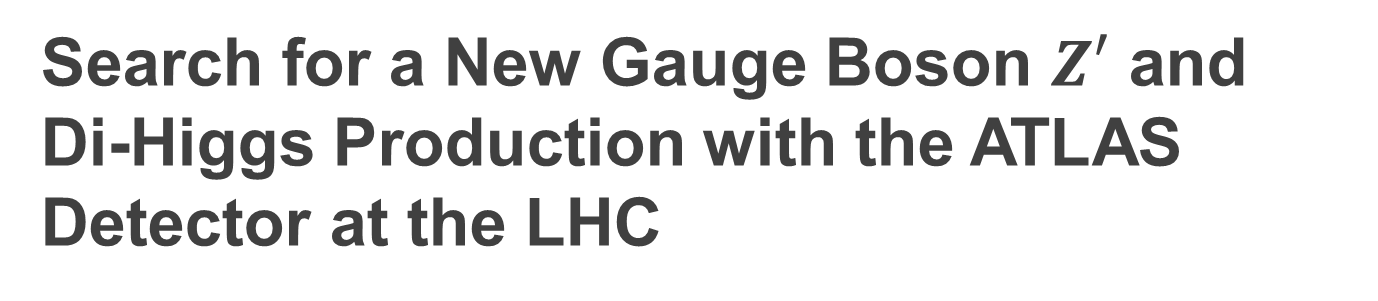 Search for a New Gauge Boson Z′ and
Di-Higgs Production with the ATLAS
Detector at the LHC